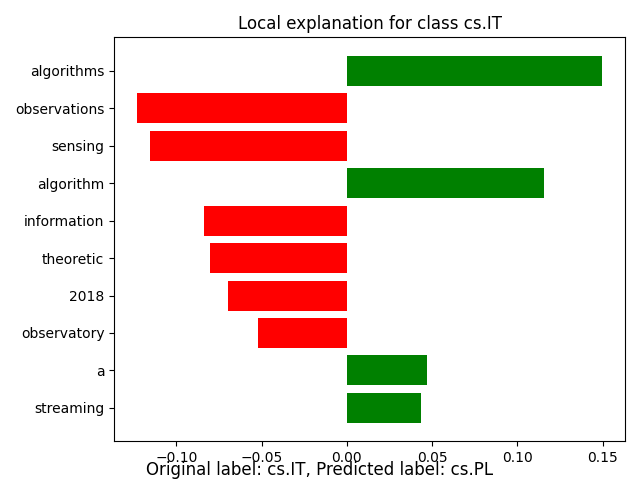 Local explanation for class cs.IT
algorithms
observations
sensing
algorithm
information
theoretic
2018
observatory
a
streaming
−0.10 −0.05 0.00 0.05 0.10 0.15
Original label: cs.IT, Predicted label: cs.PL